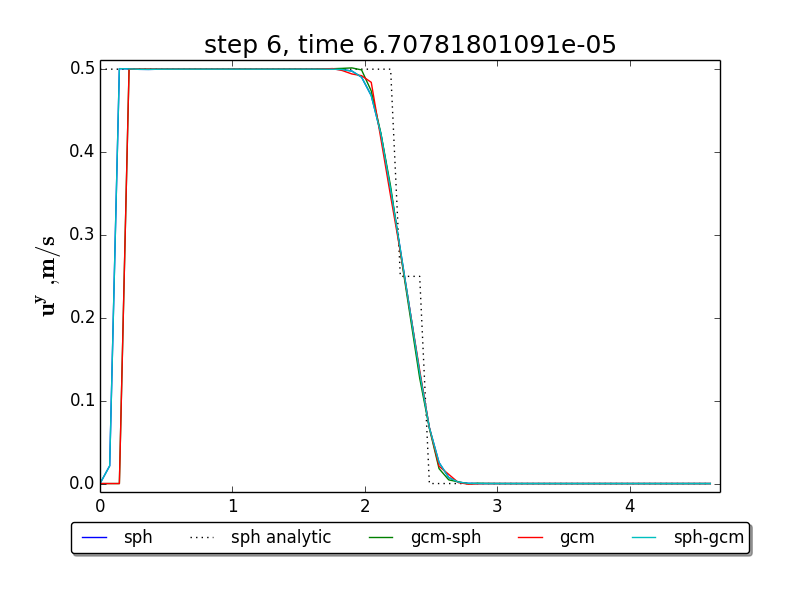 step 6, time 6.70781801091e-05
0.5
0.4
0.3
0.2
0.1
0.0
u^y ,m/s
0 1 2 3 4
sph sph analytic gcm-sph gcm sph-gcm